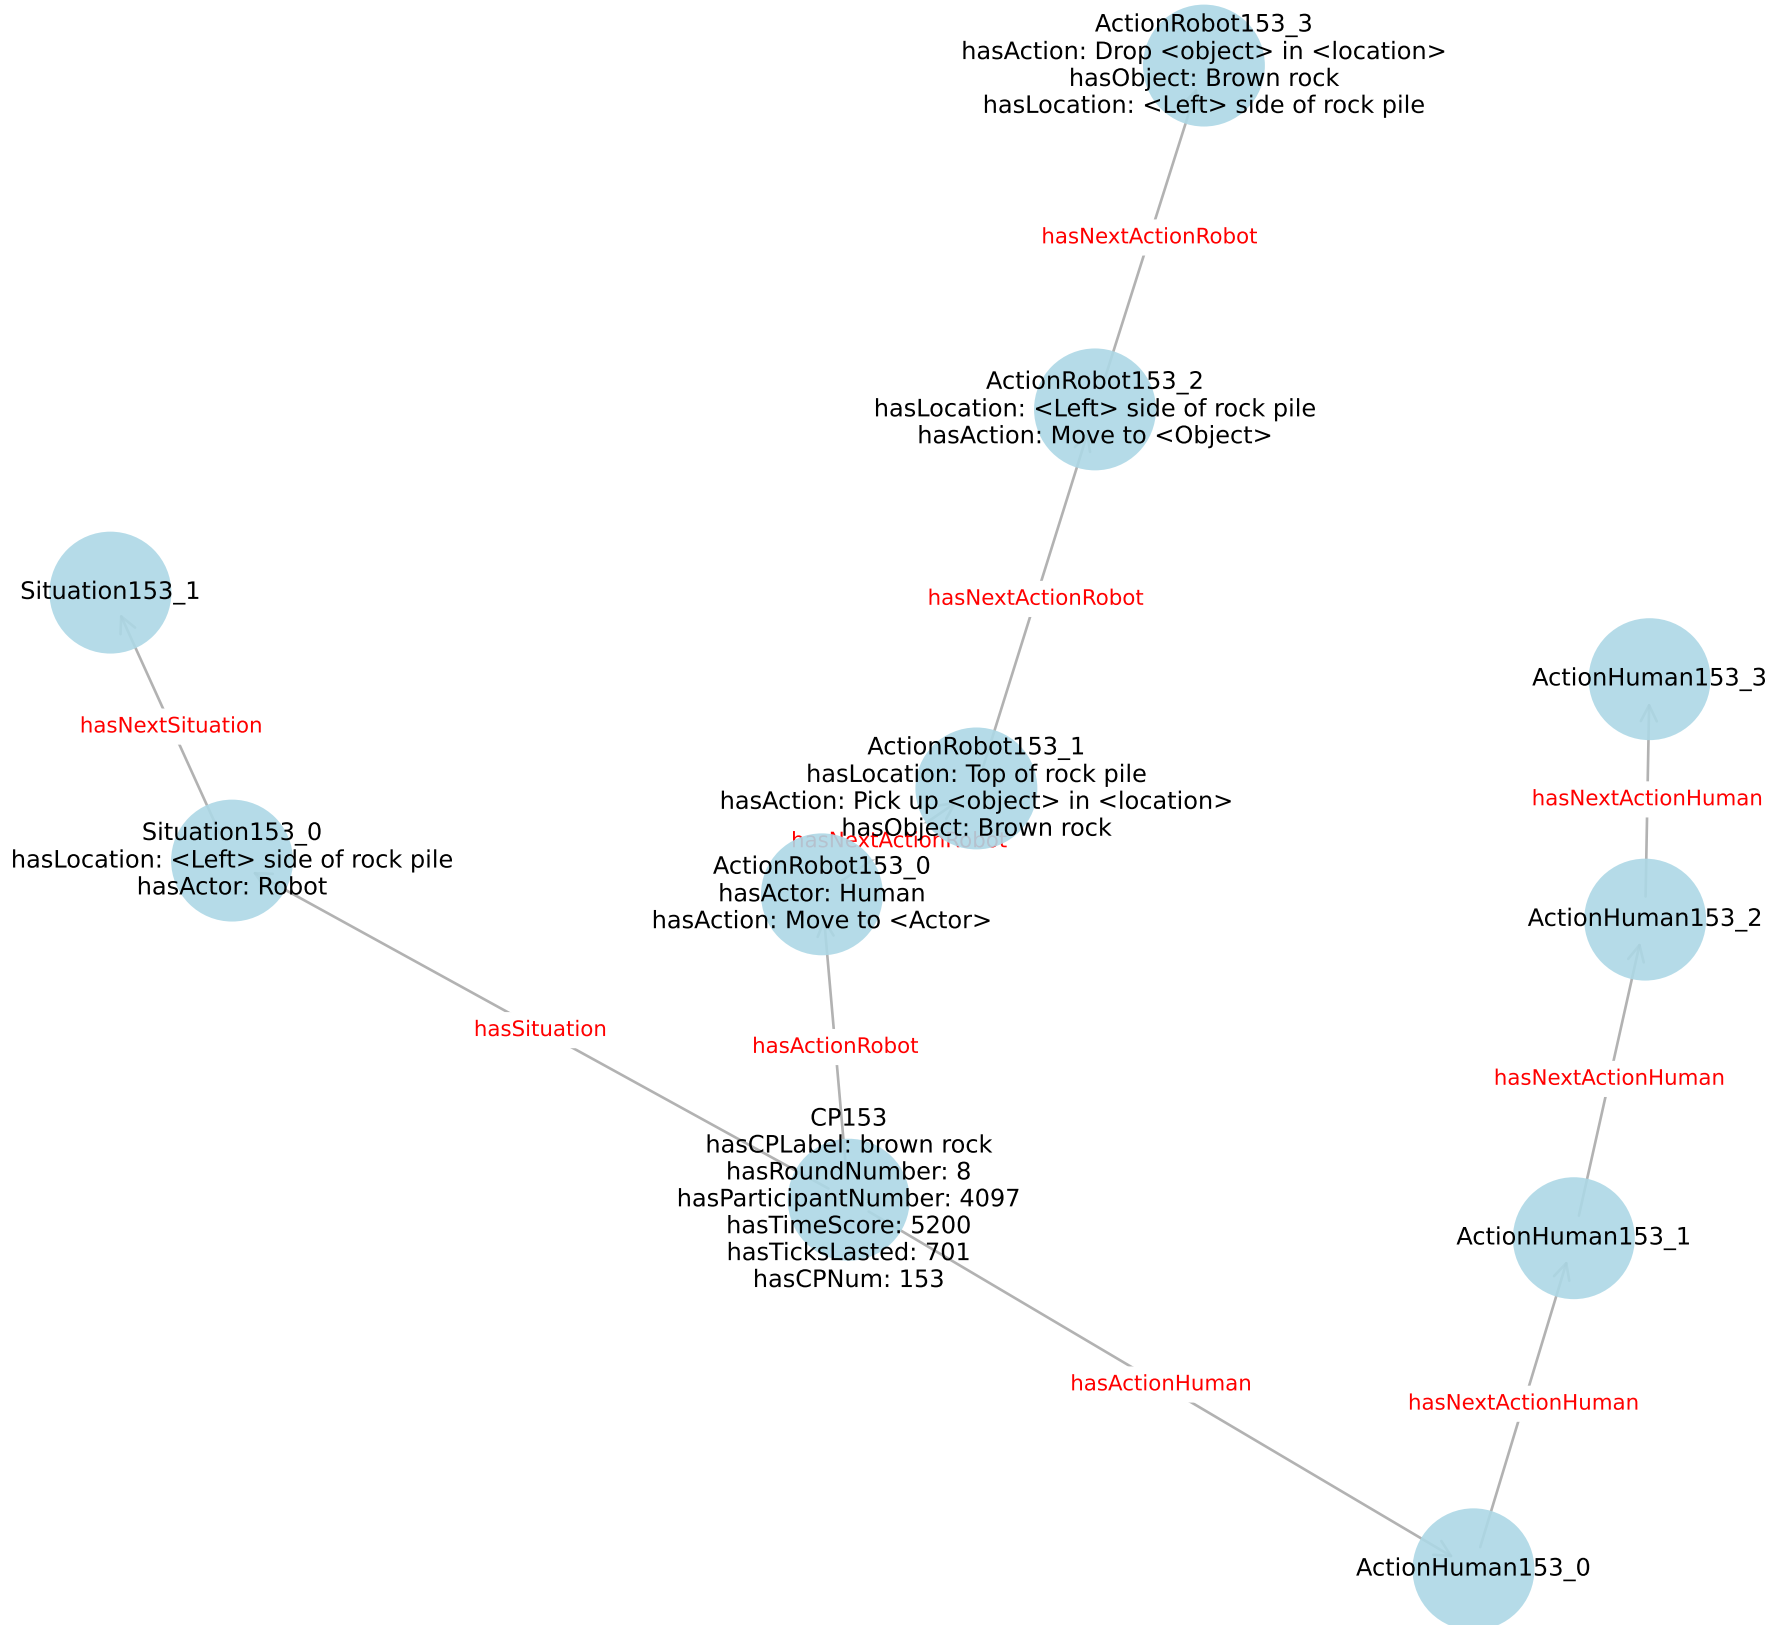 ActionRobot153_3
hasAction: Drop <object> in <location>
hasObject: Brown rock
hasLocation: <Left> side of rock pile
hasNextActionRobot
ActionRobot153_2
hasLocation: <Left> side of rock pile
hasAction: Move to <Object>
hasNextActionRobot
Situation153_1
hasNextSituation
Situation153_0
hasLocation: <Left> side of rock pile
hasActor: Robot
ActionRobot153_1
hasLocation: Top of rock pile
hasAction: Pick up <object> in <location>
hasObject: Brown rock
hasNextActionRobot
ActionRobot153_0
hasActor: Human
hasAction: Move to <Actor>
ActionHuman153_3
hasNextActionHuman
ActionHuman153_2
hasSituation
hasActionRobot
hasNextActionHuman
CP153
hasCPLabel: brown rock
hasRoundNumber: 8
hasParticipantNumber: 4097
hasTimeScore: 5200
hasTicksLasted: 701
hasCPNum: 153
ActionHuman153_1
hasActionHuman
hasNextActionHuman
ActionHuman153_0